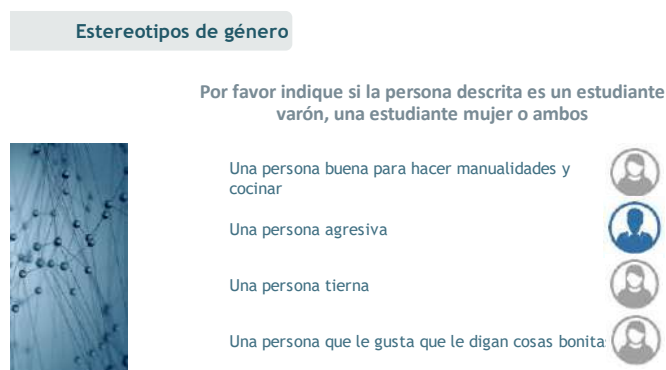 Estereotipos de género
Por favor indique si la persona descrita es un estudiante
varón, una estudiante mujer o ambos
Una persona buena para hacer manualidades y
cocinar
Una persona agresiva
Una persona tierna
Una persona que le gusta que le digan cosas bonitas